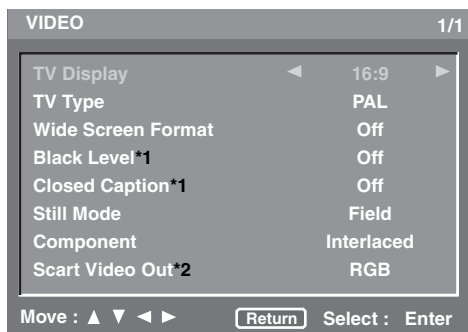 VIDEO 1/1
TV Display ◄ 16:9 ►
TV Type PAL
Wide Screen Format Off
Black Level*1 Off
Closed Caption*1 Off
Still Mode Field
Component Interlaced
Scart Video Out*2 RGB
Move : ▲ ▼ ◄ ► Return Select : Enter